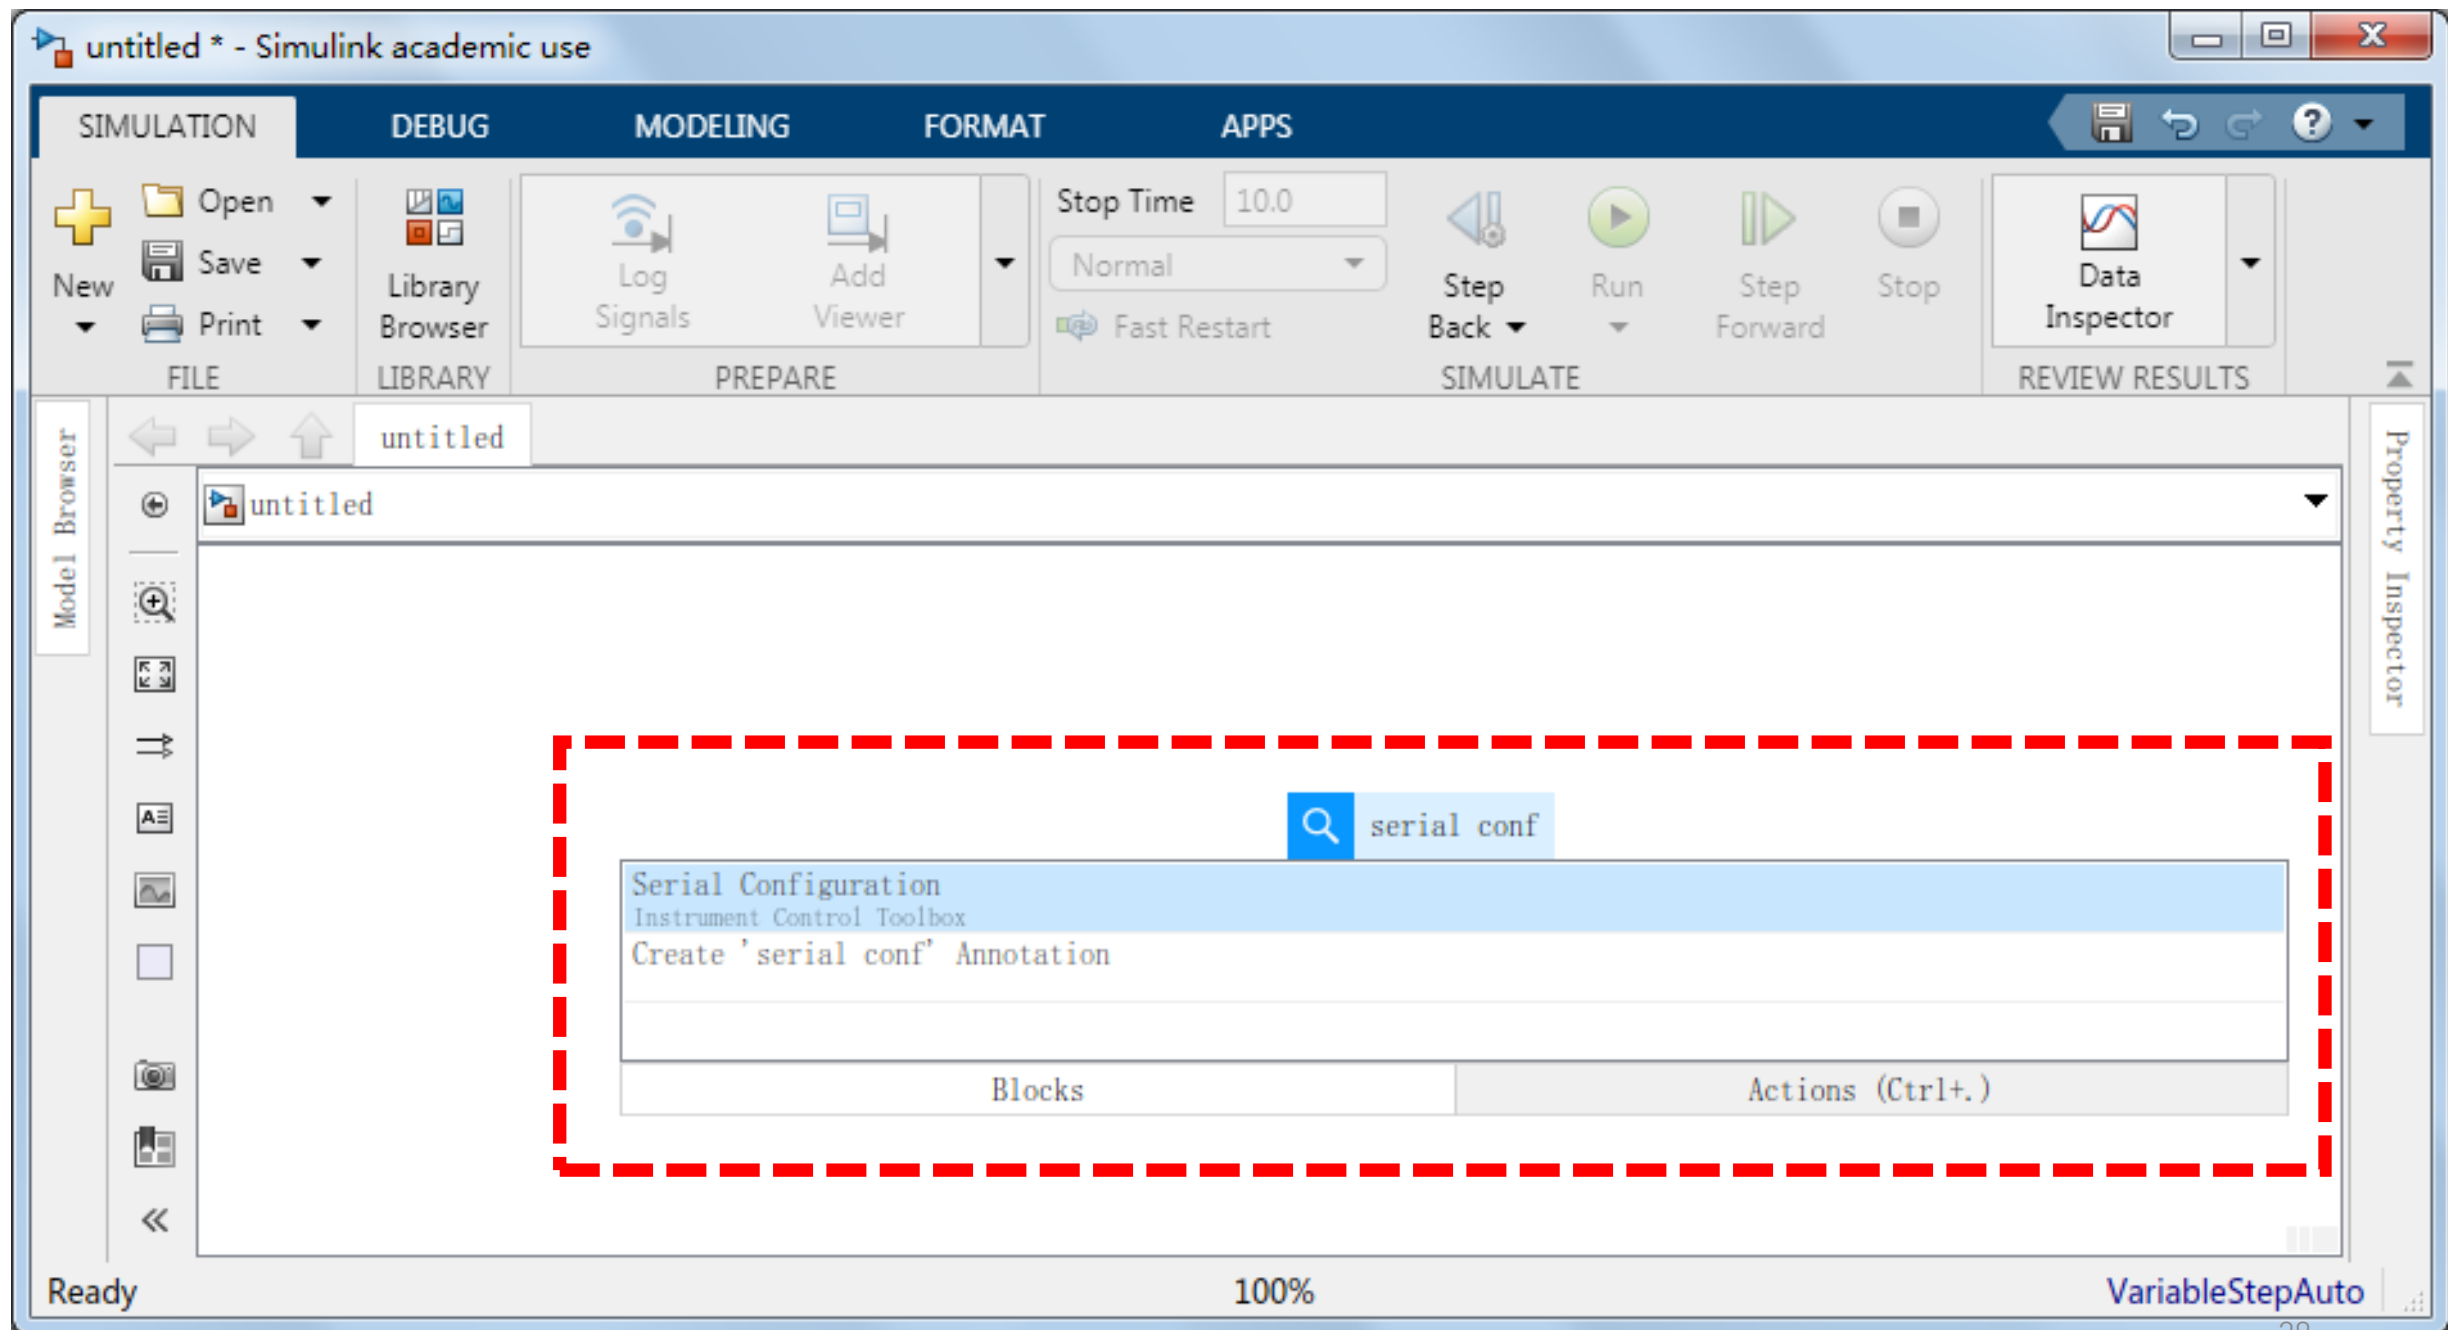 untitled * - Simulink academic use
SIMULATION DEBUG MODELING FORMAT APPS
New
Open
Save
Print
FILE
Library
Browser
LIBRARY
Log
Signals
Add
Viewer
PREPARE
Stop Time 10.0
Normal
Fast Restart
Step
Back
Run
Step
Forward
Stop
SIMULATE
Data
Inspector
REVIEW RESULTS
Model Browser
untitled
untitled
Property Inspector
serial conf
Serial Configuration
Instrument Control Toolbox
Create 'serial conf' Annotation
Blocks Actions (Ctrl+.)
Ready 100% VariableStepAuto